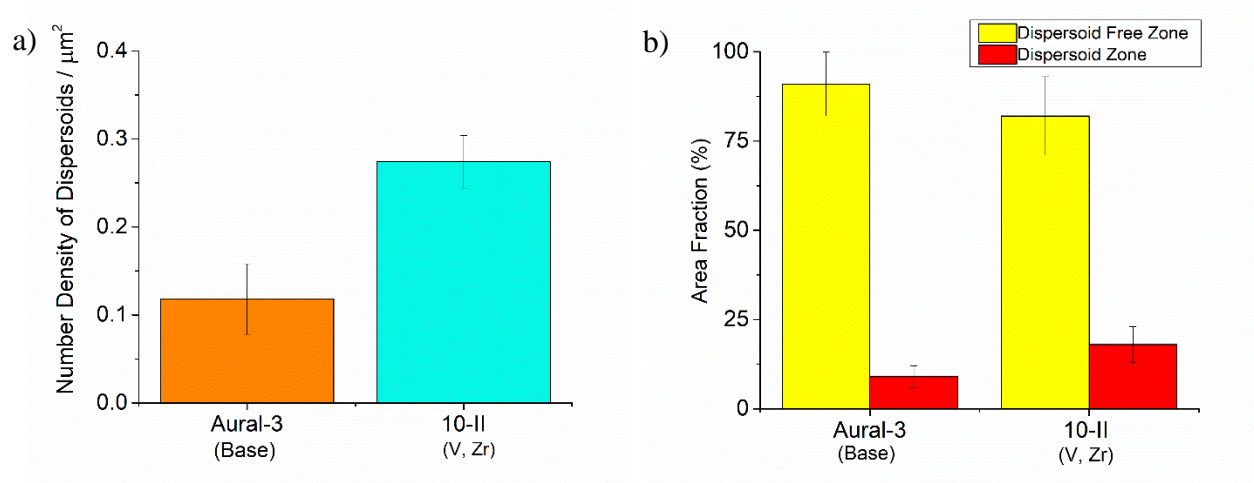 a)
Number Density of Dispersoids / μm²
0.4
0.3
0.2
0.1
0.0
Aural-3
(Base)
10-II
(V, Zr)
b)
Dispersoid Free Zone
Dispersoid Zone
Area Fraction (%)
100
75
50
25
0
Aural-3
(Base)
10-II
(V, Zr)